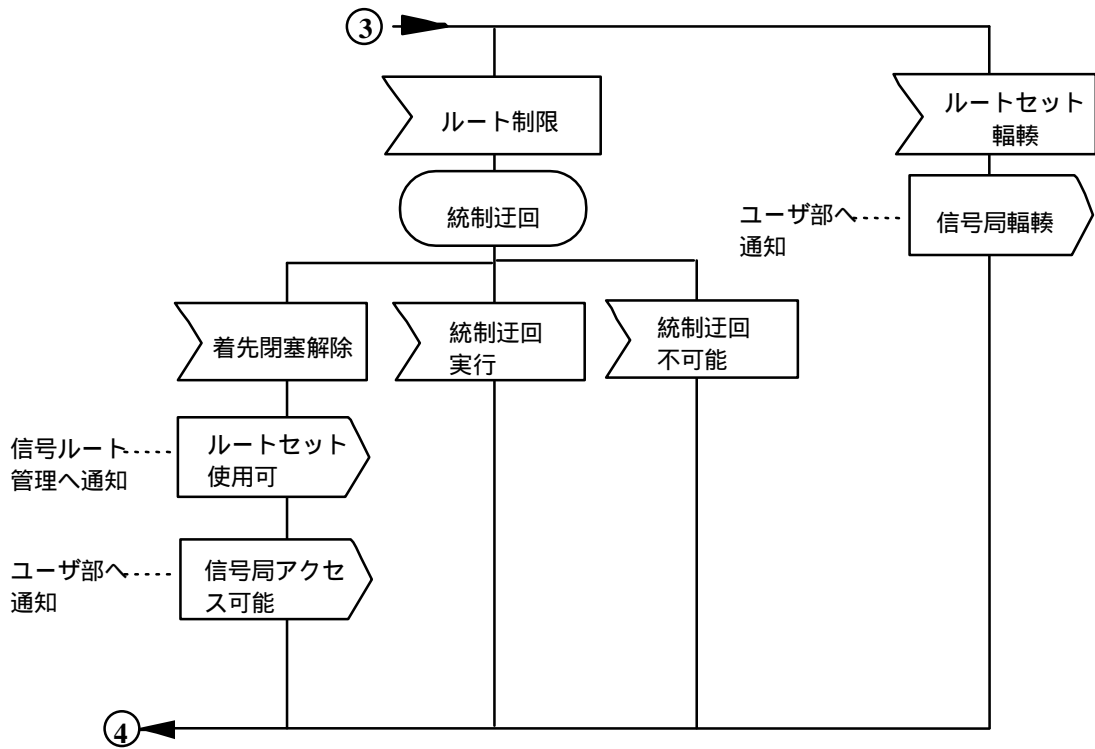 3
ルート制限
ルートセット
輻輳
統制迂回
ユーザ部へ
通知
信号局輻輳
着先閉塞解除
統制迂回
実行
統制迂回
不可能
信号ルート
管理へ通知
ルートセット
使用可
ユーザ部へ
通知
信号局アクセ
ス可能
4